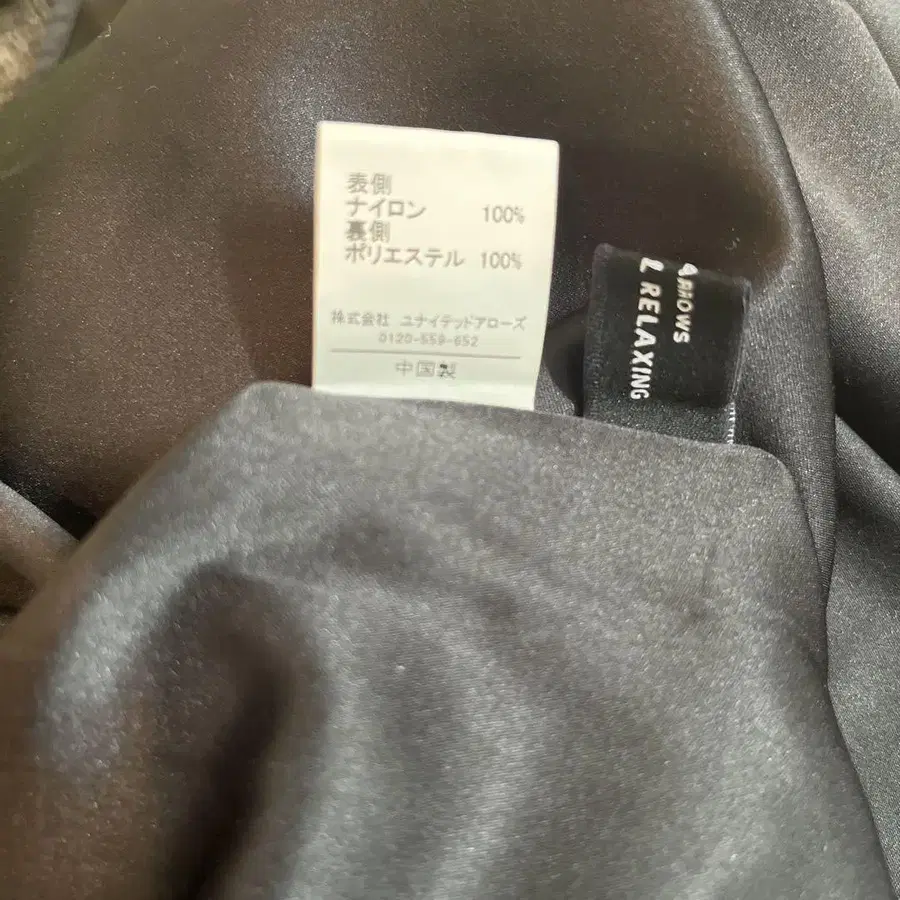 表側
ナイロン 100%
裏側
ポリエステル 100%
株式会社 ユナイテッドアローズ
0120-559-652
中国製
ARROWS
& RELAXING